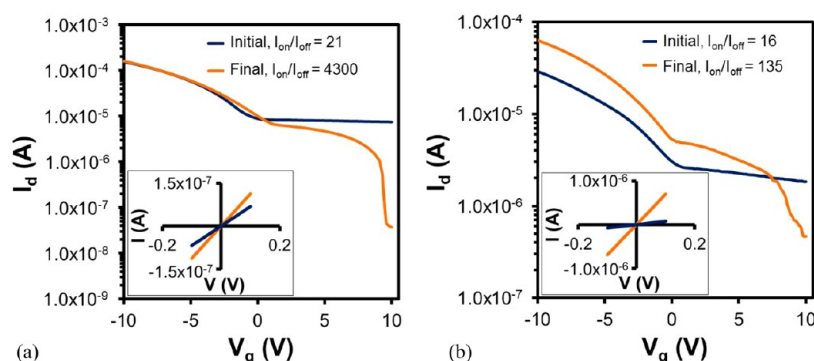 1.0x10⁻³
1.0x10⁻⁴
1.0x10⁻⁵
1.0x10⁻⁶
1.0x10⁻⁷
1.0x10⁻⁸
1.0x10⁻⁹
I_d (A)
Initial, I_on/I_off = 21
Final, I_on/I_off = 4300
1.5x10⁻⁷
I (A)
-0.2
0.2
-1.5x10⁻⁷
V (V)
-10
-5
0
5
10
(a)
V_g (V)
1.0x10⁻⁴
1.0x10⁻⁵
1.0x10⁻⁶
1.0x10⁻⁷
I_d (A)
Initial, I_on/I_off = 16
Final, I_on/I_off = 135
1.0x10⁻⁶
I (A)
-0.2
0.2
-1.0x10⁻⁶
V (V)
-10
-5
0
5
10
(b)
V_g (V)